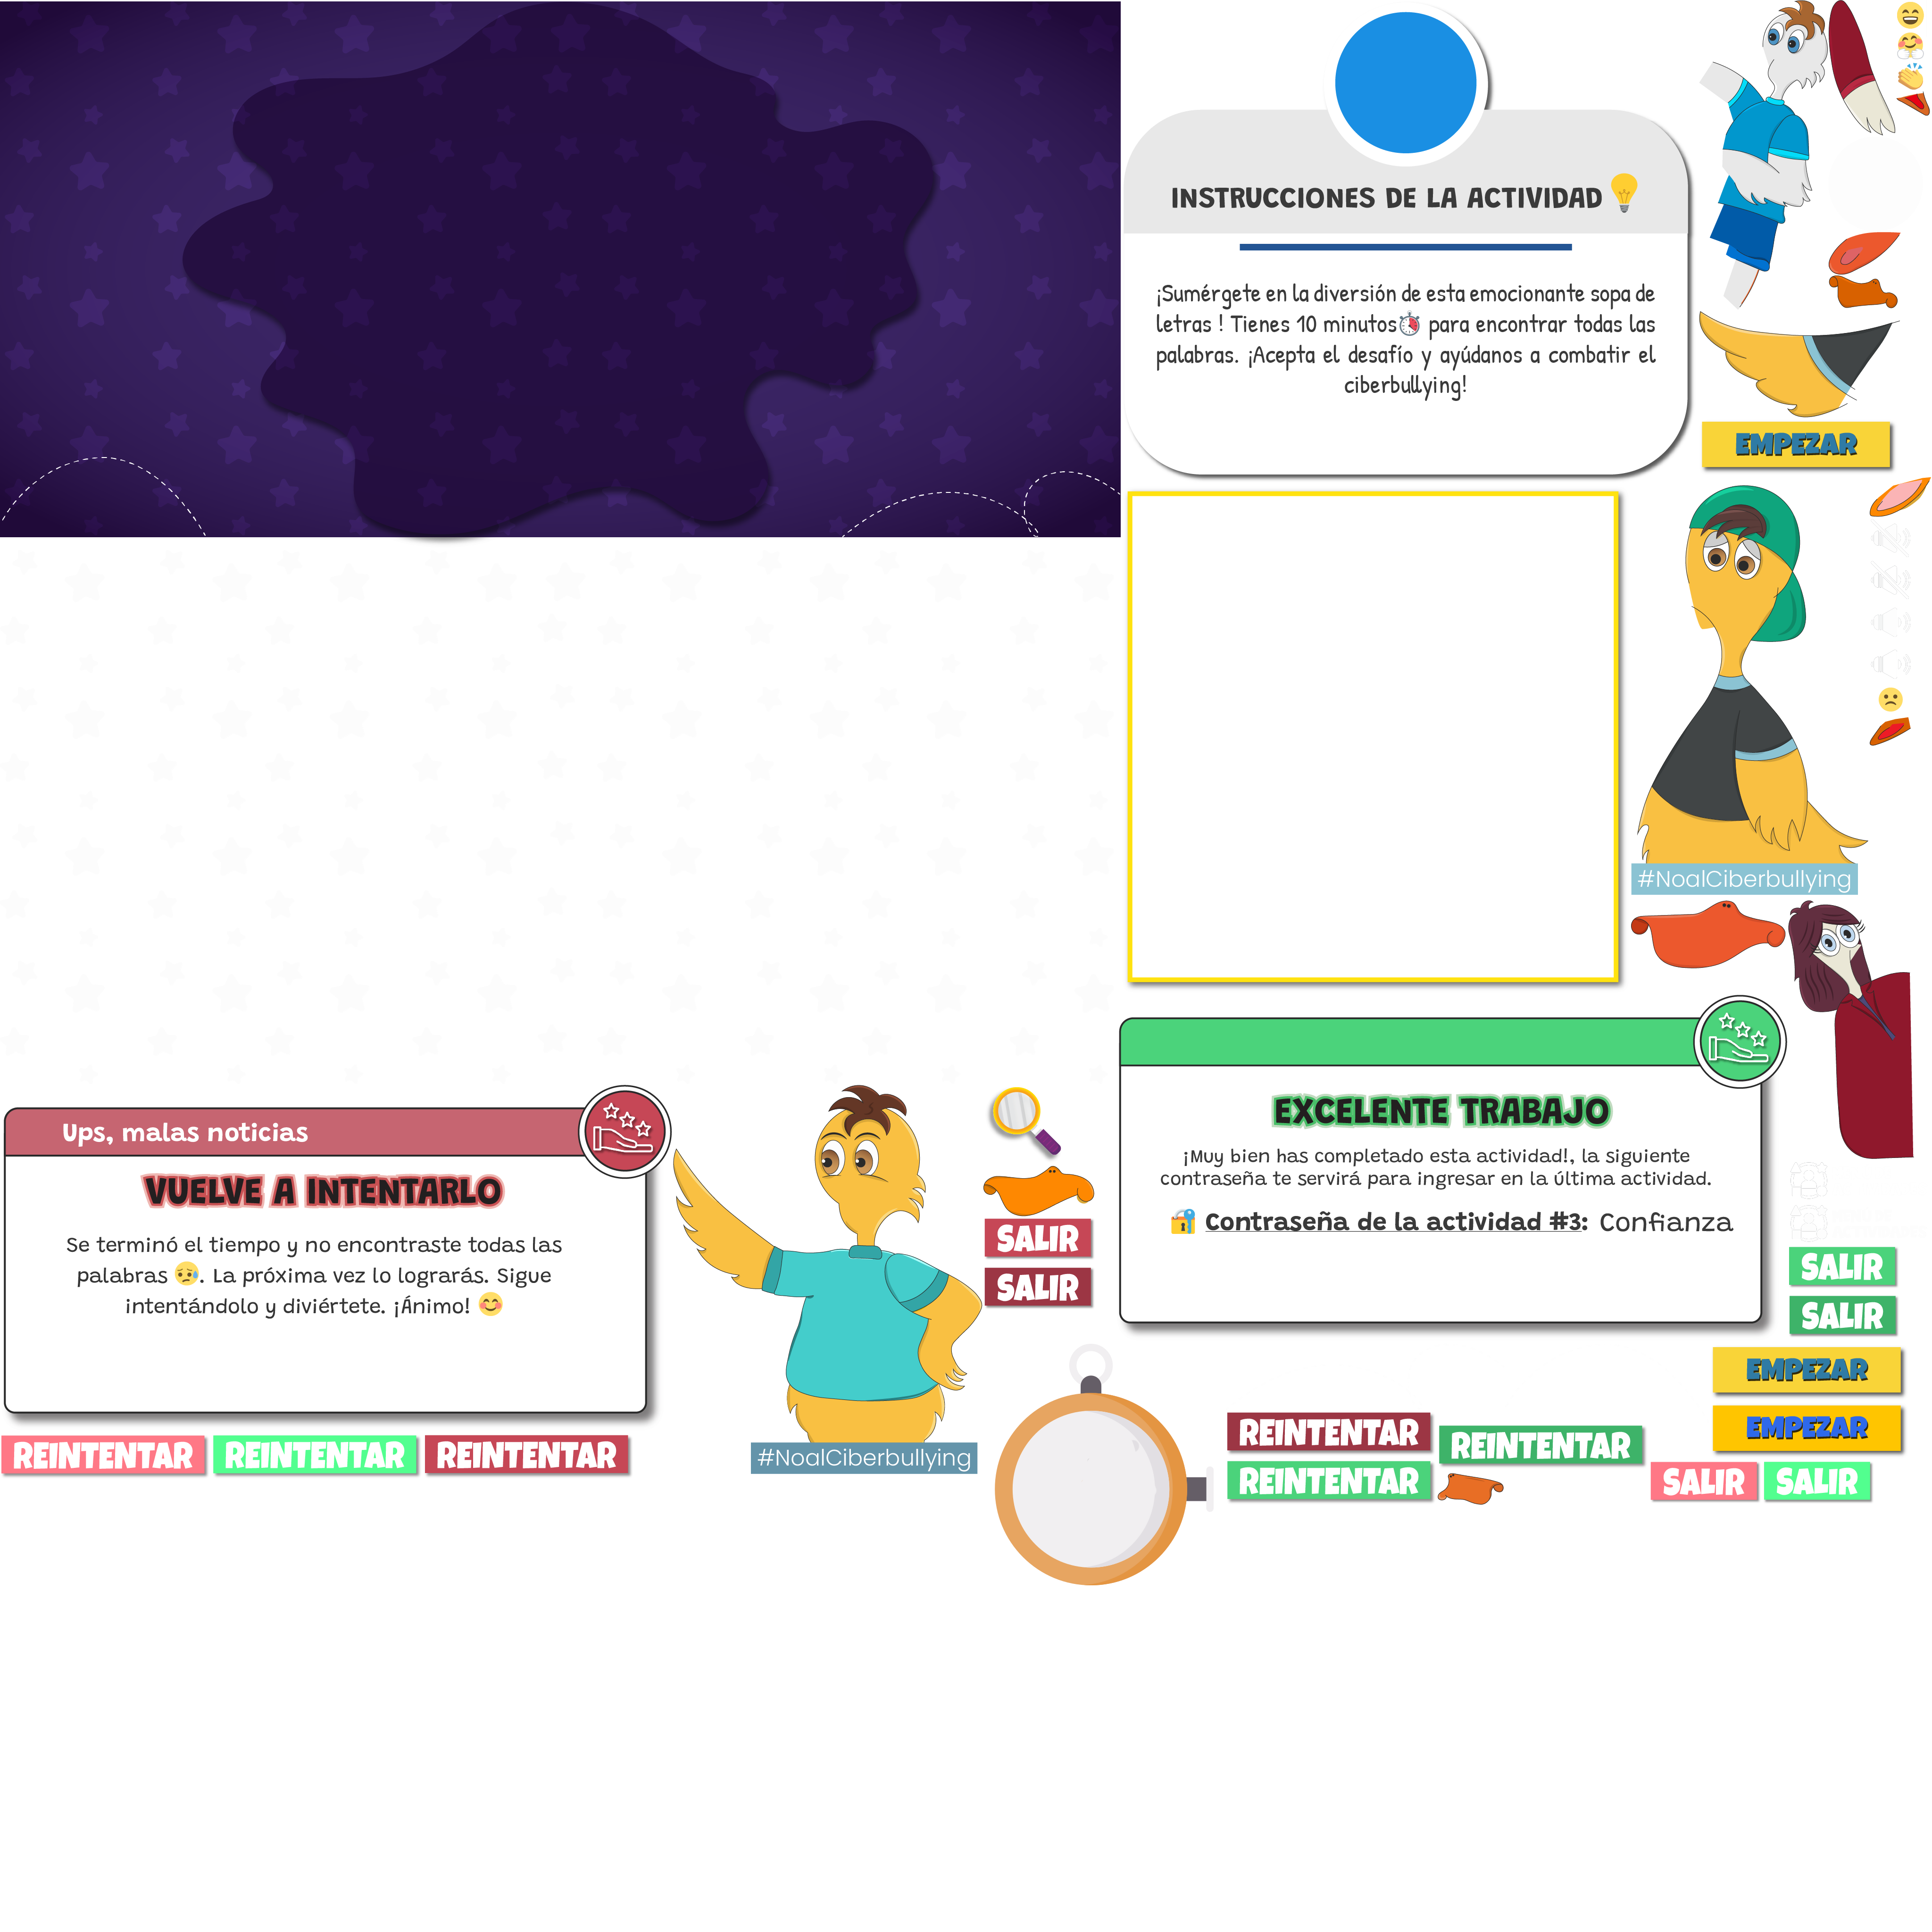 INSTRUCCIONES DE LA ACTIVIDAD
¡Sumérgete en la diversión de esta emocionante sopa de
letras ! Tienes 10 minutos para encontrar todas las
palabras. ¡Acepta el desafío y ayúdanos a combatir el
ciberbullying!
EMPEZAR
#NoalCiberbullying
Ups, malas noticias
VUELVE A INTENTARLO
Se terminó el tiempo y no encontraste todas las
palabras 😥. La próxima vez lo lograrás. Sigue
intentándolo y diviértete. ¡Ánimo! 😊
REINTENTAR
REINTENTAR
REINTENTAR
#NoalCiberbullying
SALIR
SALIR
EXCELENTE TRABAJO
¡Muy bien has completado esta actividad!, la siguiente
contraseña te servirá para ingresar en la última actividad.
🔐 Contraseña de la actividad #3: Confianza
SALIR
SALIR
EMPEZAR
EMPEZAR
REINTENTAR
REINTENTAR
REINTENTAR
SALIR
SALIR